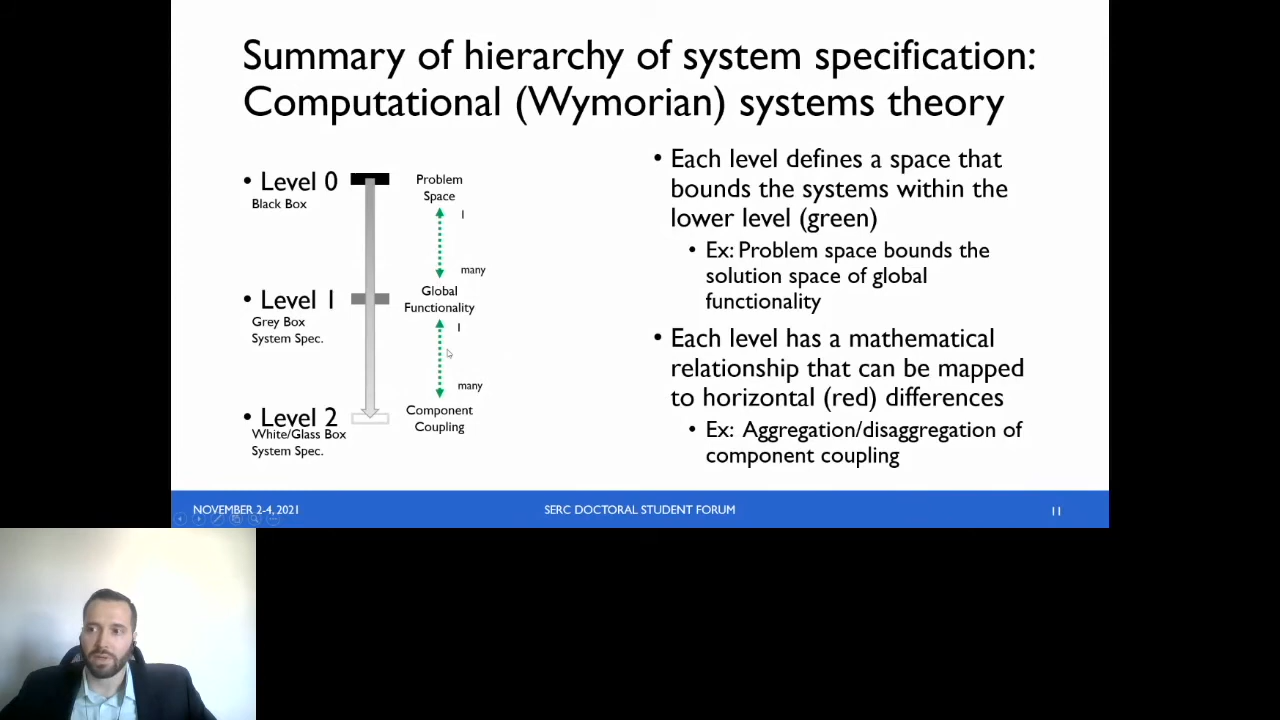 Summary of hierarchy of system specification:
Computational (Wymorian) systems theory
• Level 0
Black Box
• Level 1
Grey Box
System Spec.
• Level 2
White/Glass Box
System Spec.
Problem
Space
1
many
Global
Functionality
1
many
Component
Coupling
• Each level defines a space that
bounds the systems within the
lower level (green)
• Ex: Problem space bounds the
solution space of global
functionality
• Each level has a mathematical
relationship that can be mapped
to horizontal (red) differences
• Ex: Aggregation/disaggregation of
component coupling
NOVEMBER 2-4, 2021
SERC DOCTORAL STUDENT FORUM
11